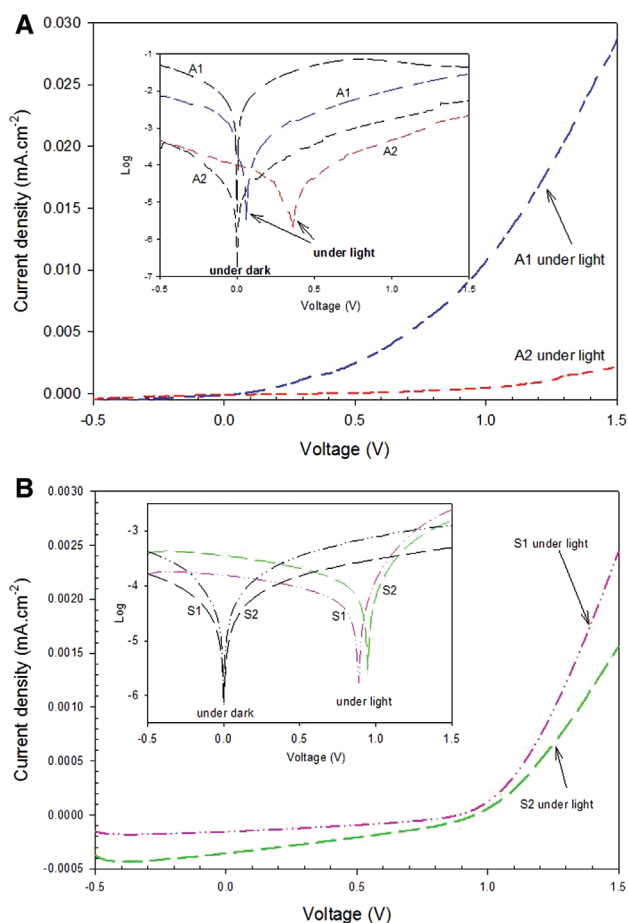 A
Current density (mA.cm-2)
0.030
0.025
0.020
0.015
0.010
0.005
0.000
-0.5
0.0
0.5
1.0
1.5
Voltage (V)
A1 under light
A2 under light
Log
-1
-2
-3
-4
-5
-6
-7
-0.5
0.0
0.5
1.0
1.5
Voltage (V)
A1
A1
A2
A2
under light
under dark
B
Current density (mA.cm-2)
0.0030
0.0025
0.0020
0.0015
0.0010
0.0005
0.0000
-0.0005
-0.5
0.0
0.5
1.0
1.5
Voltage (V)
S1 under light
S2 under light
Log
-3
-4
-5
-6
-0.5
0.0
0.5
1.0
1.5
Voltage (V)
S1
S2
S1
S2
under dark
under light